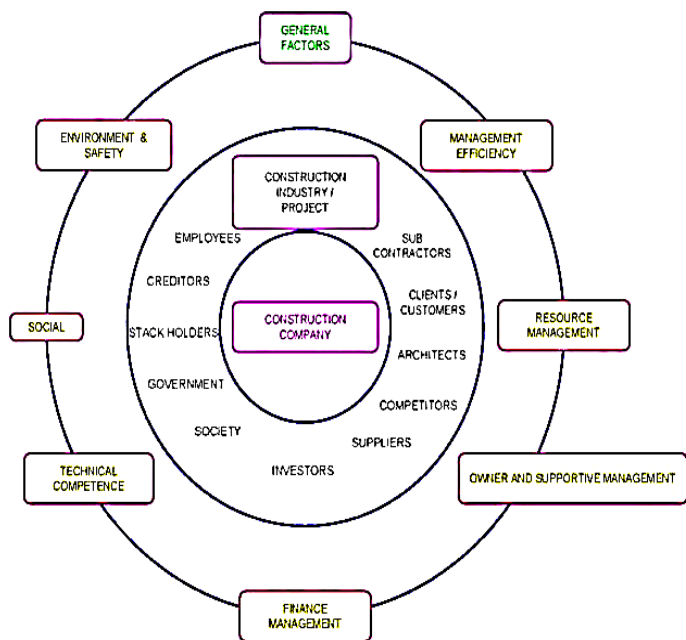 GENERAL
FACTORS
ENVIRONMENT &
SAFETY
MANAGEMENT
EFFICIENCY
CONSTRUCTION
INDUSTRY /
PROJECT
EMPLOYEES
SUB
CONTRACTORS
CREDITORS
CLIENTS /
CUSTOMERS
SOCIAL
STACK HOLDERS
CONSTRUCTION
COMPANY
RESOURCE
MANAGEMENT
ARCHITECTS
GOVERNMENT
COMPETITORS
SOCIETY
SUPPLIERS
INVESTORS
TECHNICAL
COMPETENCE
OWNER AND SUPPORTIVE MANAGEMENT
FINANCE
MANAGEMENT